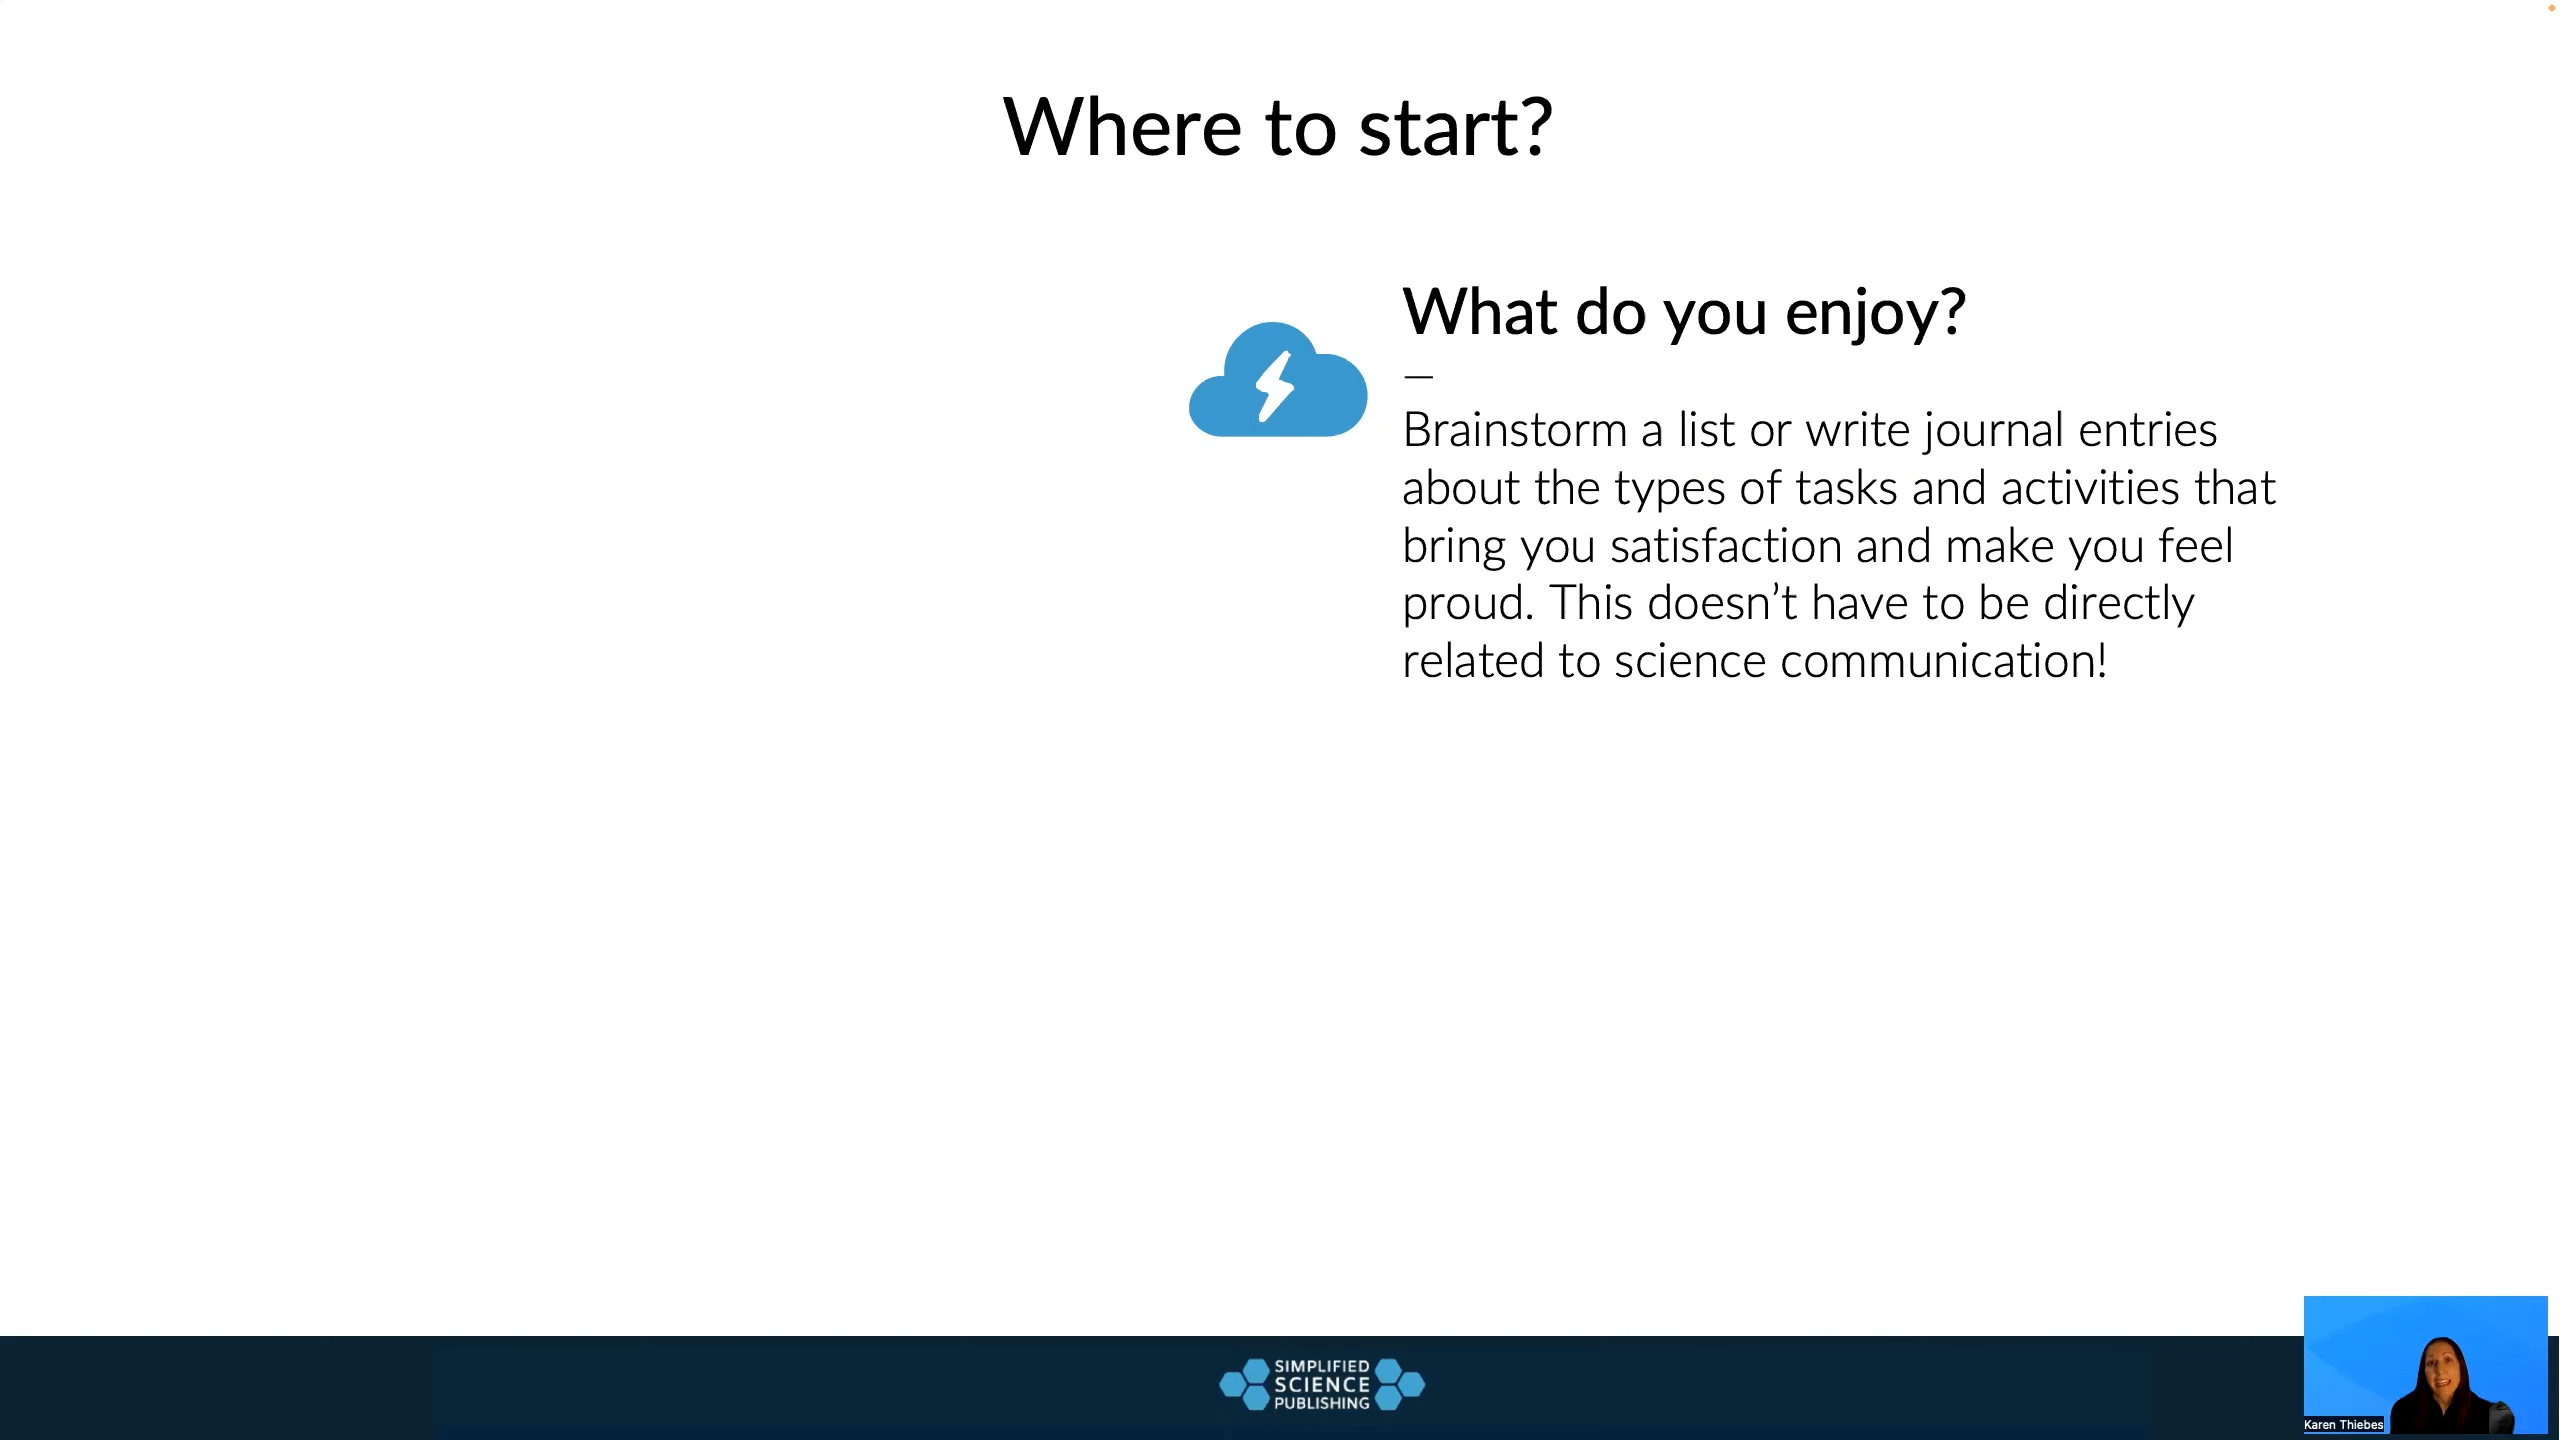 Where to start?
What do you enjoy?
Brainstorm a list or write journal entries
about the types of tasks and activities that
bring you satisfaction and make you feel
proud. This doesn’t have to be directly
related to science communication!
SIMPLIFIED
SCIENCE
PUBLISHING
Karen Thiebes